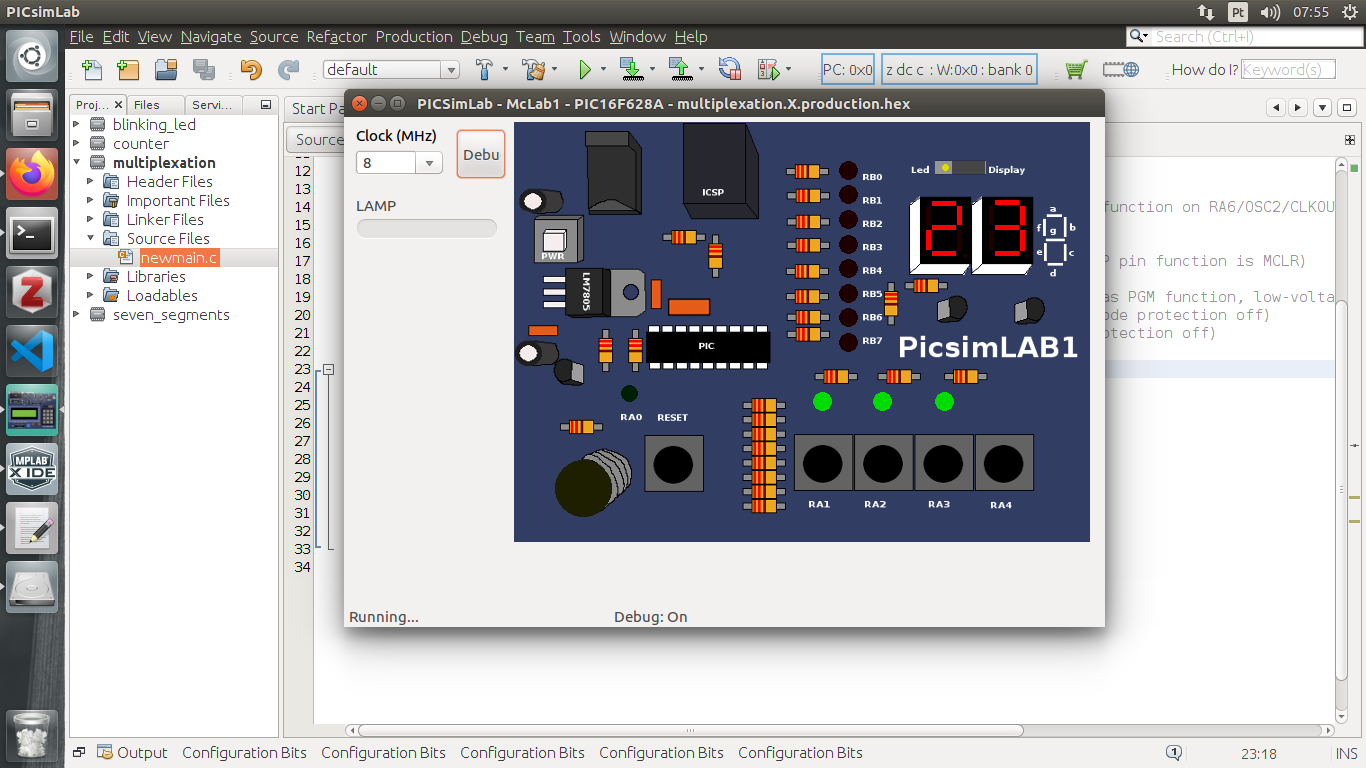 PICsimLab
Pt
07:55
File Edit View Navigate Source Refactor Production Debug Team Tools Window Help
Search (Ctrl+I)
default
PC: 0x0
z dc c : W:0x0 : bank 0
How do I?
Keyword(s)
Proj...
Files
Servi...
Start Pa
blinking_led
counter
multiplexation
Header Files
Important Files
Linker Files
Source Files
newmain.c
Libraries
Loadables
seven_segments
Source
12
13
14
15
16
17
18
19
20
21
22
23
24
25
26
27
28
29
30
31
32
33
34
unction on RA6/OSC2/CLKOU
P pin function is MCLR)
as PGM function, low-volta
ode protection off)
otection off)
PICSimLab - McLab1 - PIC16F628A - multiplexation.X.production.hex
Clock (MHz)
8
Debu
LAMP
ICSP
PWR
LM7805
PIC
RA0
RESET
RB0
RB1
RB2
RB3
RB4
RB5
RB6
RB7
Led
Display
23
a
f
b
g
e
c
d
PicsimLAB1
RA1
RA2
RA3
RA4
Running...
Debug: On
Output
Configuration Bits
Configuration Bits
Configuration Bits
Configuration Bits
Configuration Bits
1
23:18
INS
MPLAB
X IDE